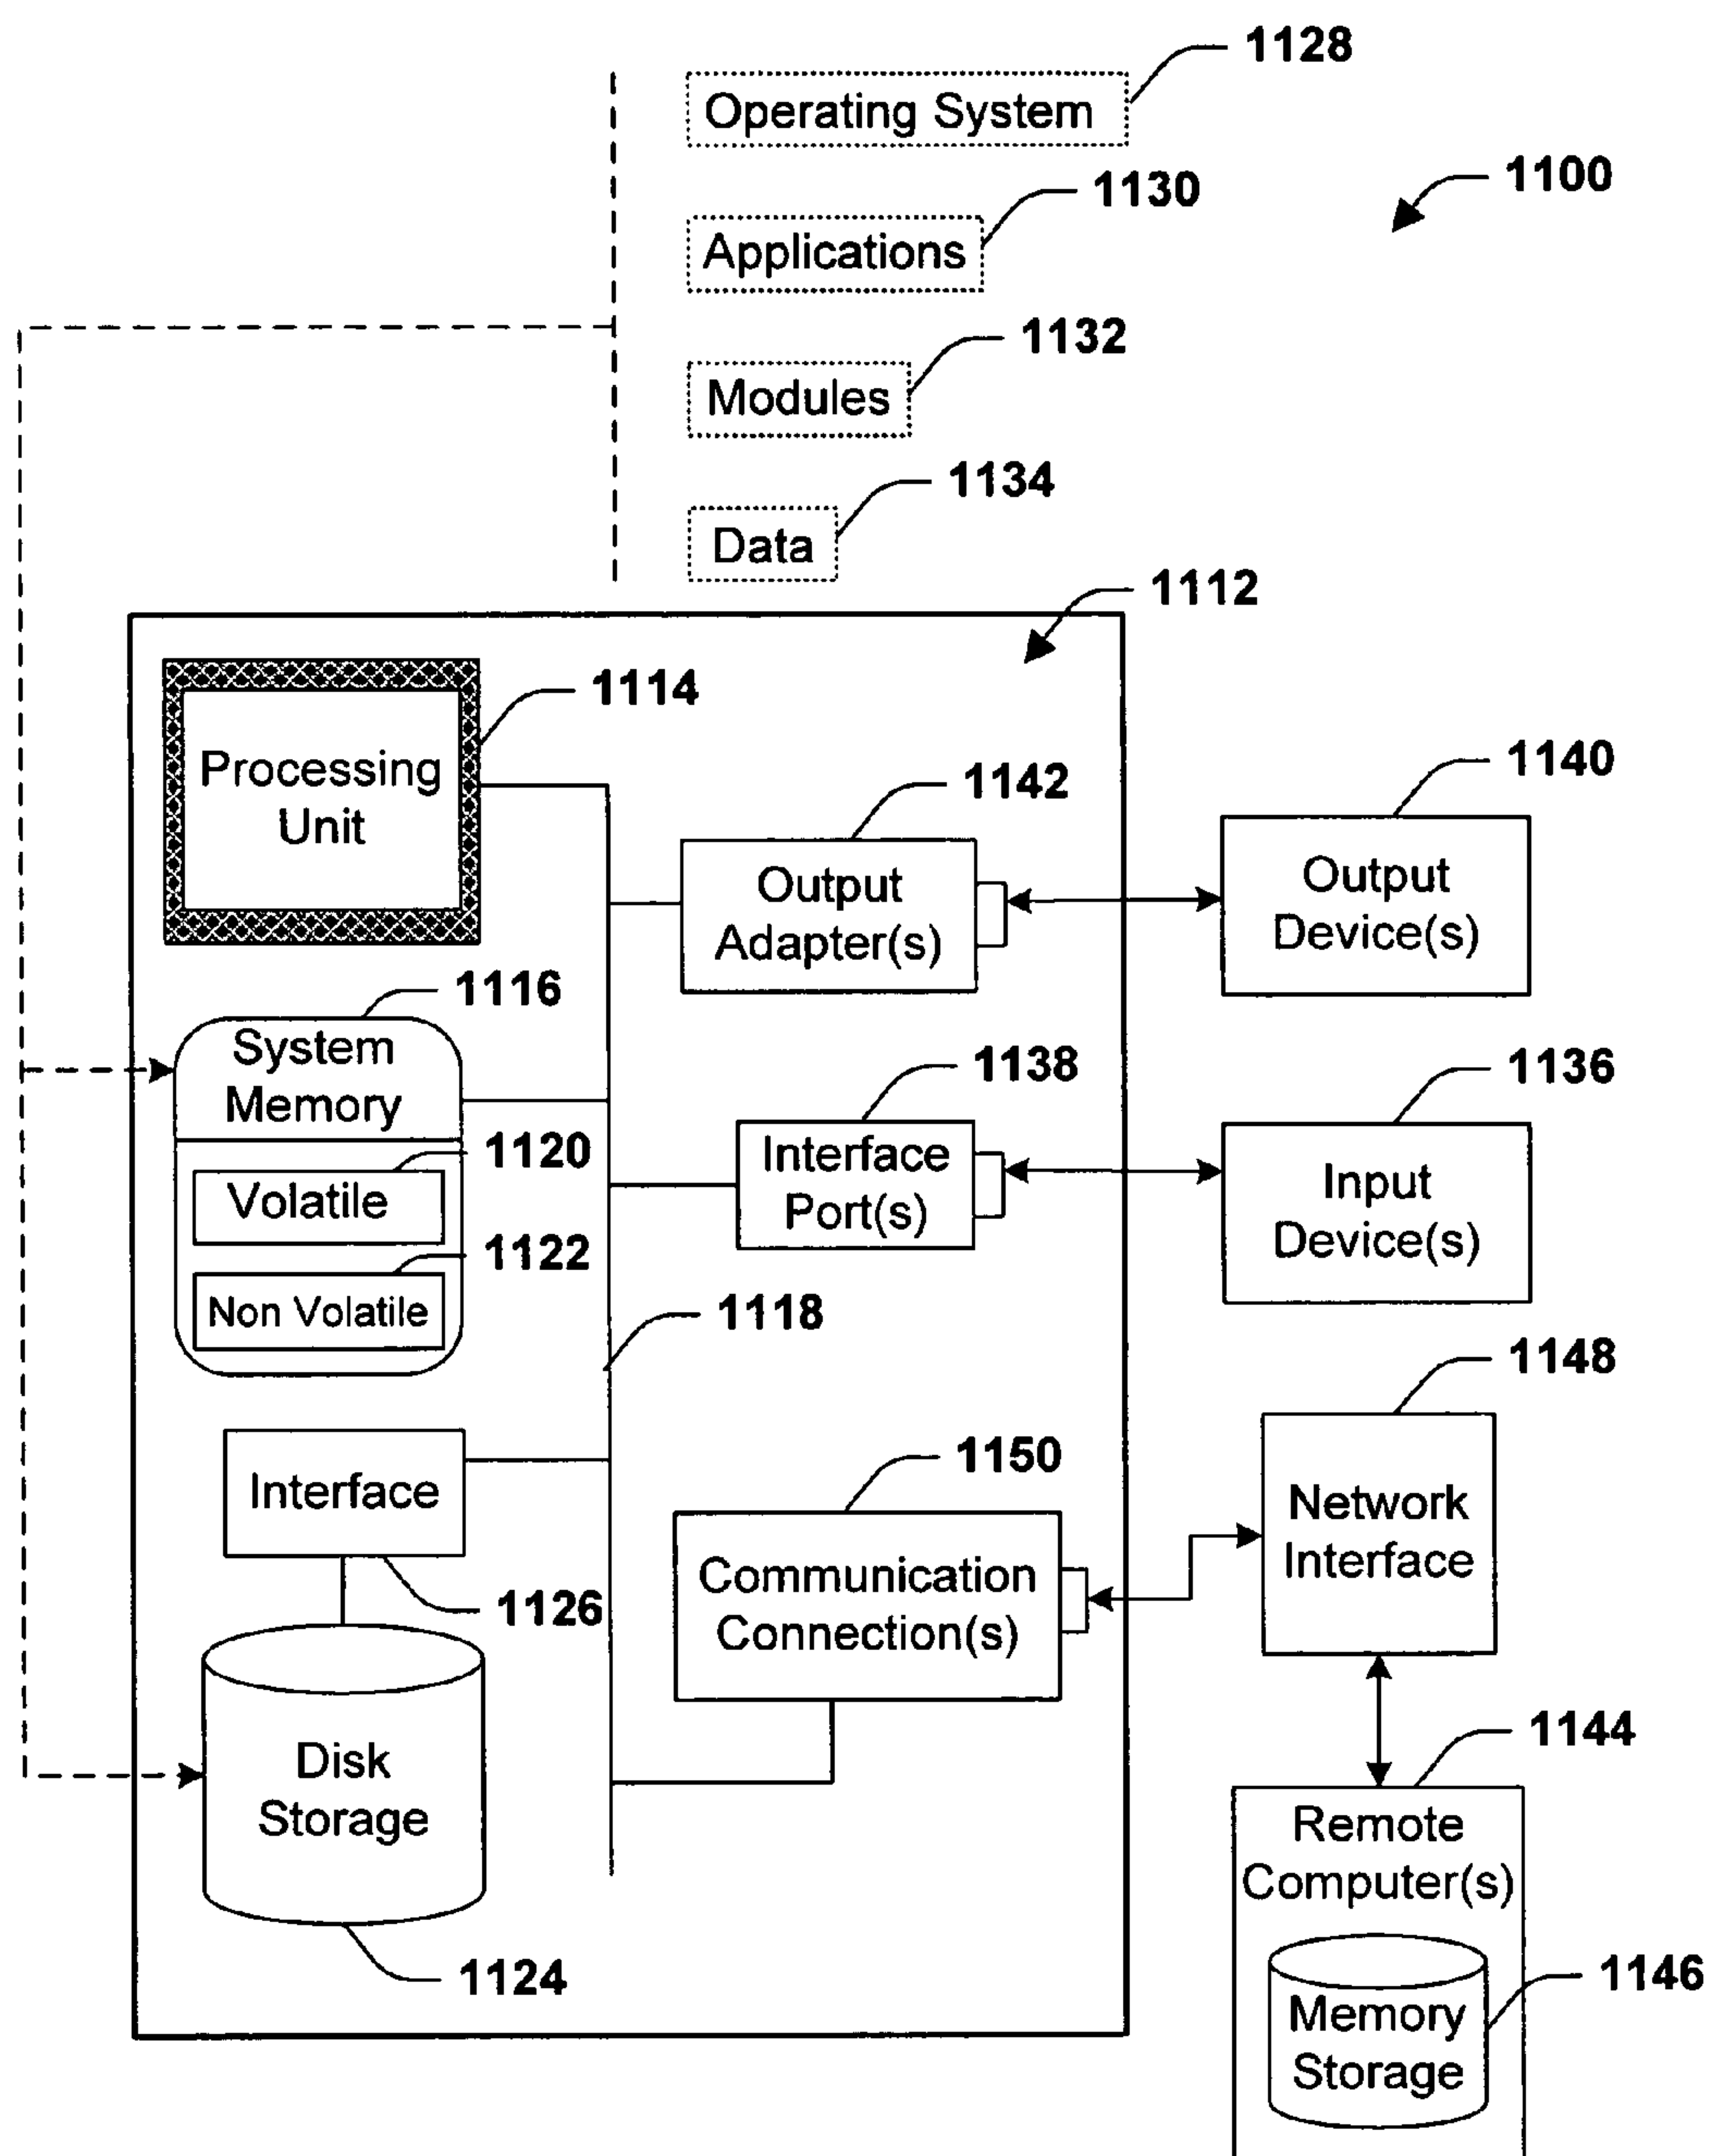 1128
Operating System
1100
1130
Applications
1132
Modules
1134
Data
1112
1114
Processing
Unit
1142
Output
Adapter(s)
1140
Output
Device(s)
1116
System
Memory
1120
Volatile
1122
Non Volatile
1138
Interface
Port(s)
1136
Input
Device(s)
1118
1148
Network
Interface
Interface
1126
1150
Communication
Connection(s)
Disk
Storage
1124
1144
Remote
Computer(s)
1146
Memory
Storage